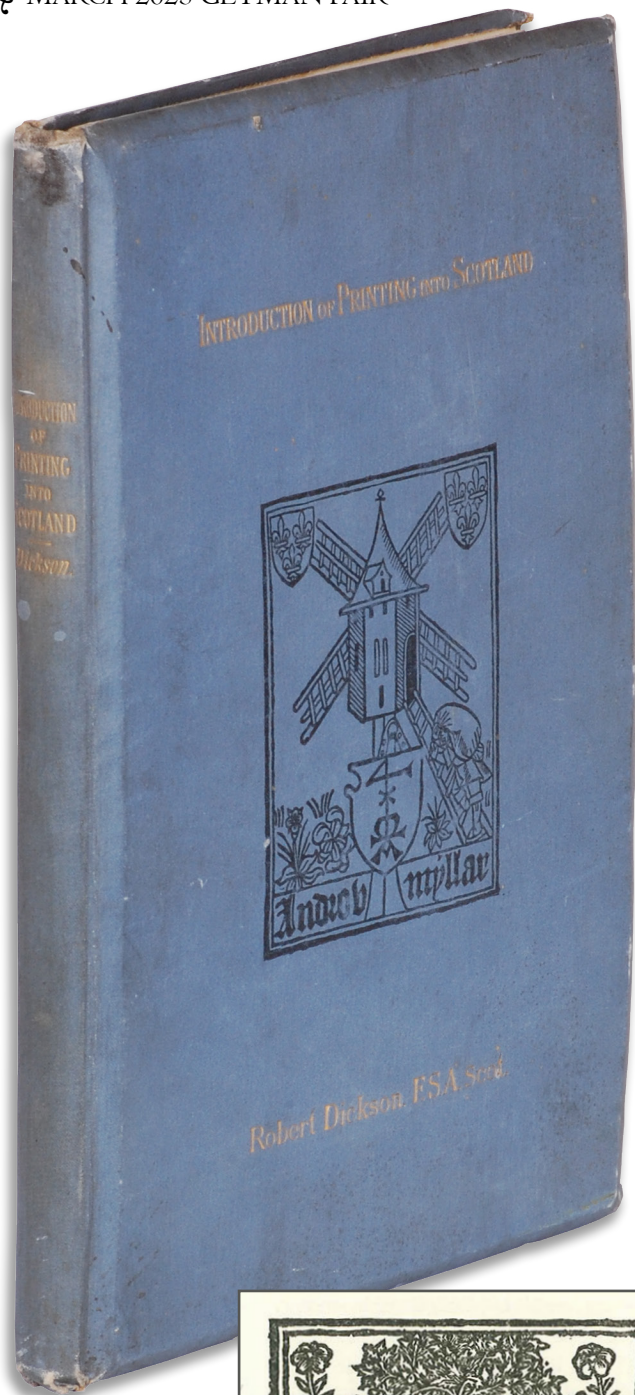 MARCH 2025 GETMAN FAIR
INTRODUCTION OF PRINTING INTO SCOTLAND
INTRODUCTION
OF
PRINTING
INTO
SCOTLAND
Dickson.
Androv myllar
Robert Dickson, F.S.A. Scot.